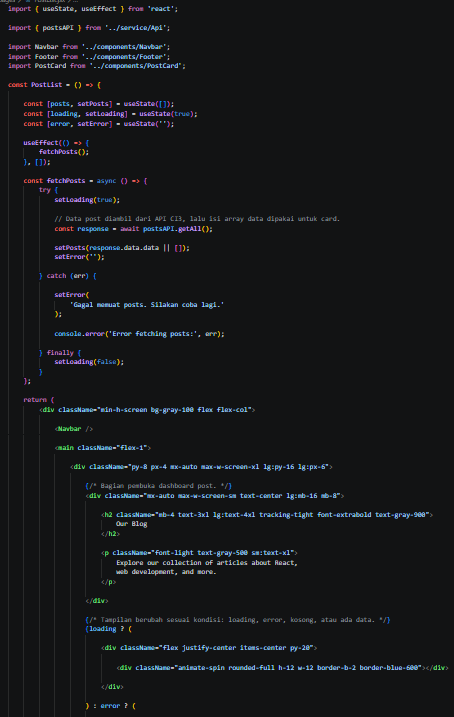 import { useState, useEffect } from 'react';
import { postsAPI } from '../service/Api';
import Navbar from '../components/Navbar';
import Footer from '../components/Footer';
import PostCard from '../components/PostCard';
const PostList = () => {
const [posts, setPosts] = useState([]);
const [loading, setLoading] = useState(true);
const [error, setError] = useState('');
useEffect(() => {
fetchPosts();
}, []);
const fetchPosts = async () => {
try {
setLoading(true);
// Data post diambil dari API CI3, lalu isi array data dipakai untuk card.
const response = await postsAPI.getAll();
setPosts(response.data.data || []);
setError('');
} catch (err) {
setError(
'Gagal memuat posts. Silakan coba lagi.'
);
console.error('Error fetching posts:', err);
} finally {
setLoading(false);
}
};
return (
<div className="min-h-screen bg-gray-100 flex flex-col">
<Navbar />
<main className="flex-1">
<div className="py-8 px-4 mx-auto max-w-screen-xl lg:py-16 lg:px-6">
{/* Bagian pembuka dashboard post. */}
<div className="mx-auto max-w-screen-sm text-center lg:mb-16 mb-8">
<h2 className="mb-4 text-3xl lg:text-4xl tracking-tight font-extrabold text-gray-900">
Our Blog
</h2>
<p className="font-light text-gray-500 sm:text-xl">
Explore our collection of articles about React,
web development, and more.
</p>
</div>
{/* Tampilan berubah sesuai kondisi: loading, error, kosong, atau ada data. */}
{loading ? (
<div className="flex justify-center items-center py-20">
<div className="animate-spin rounded-full h-12 w-12 border-b-2 border-blue-600"></div>
</div>
) : error ? (